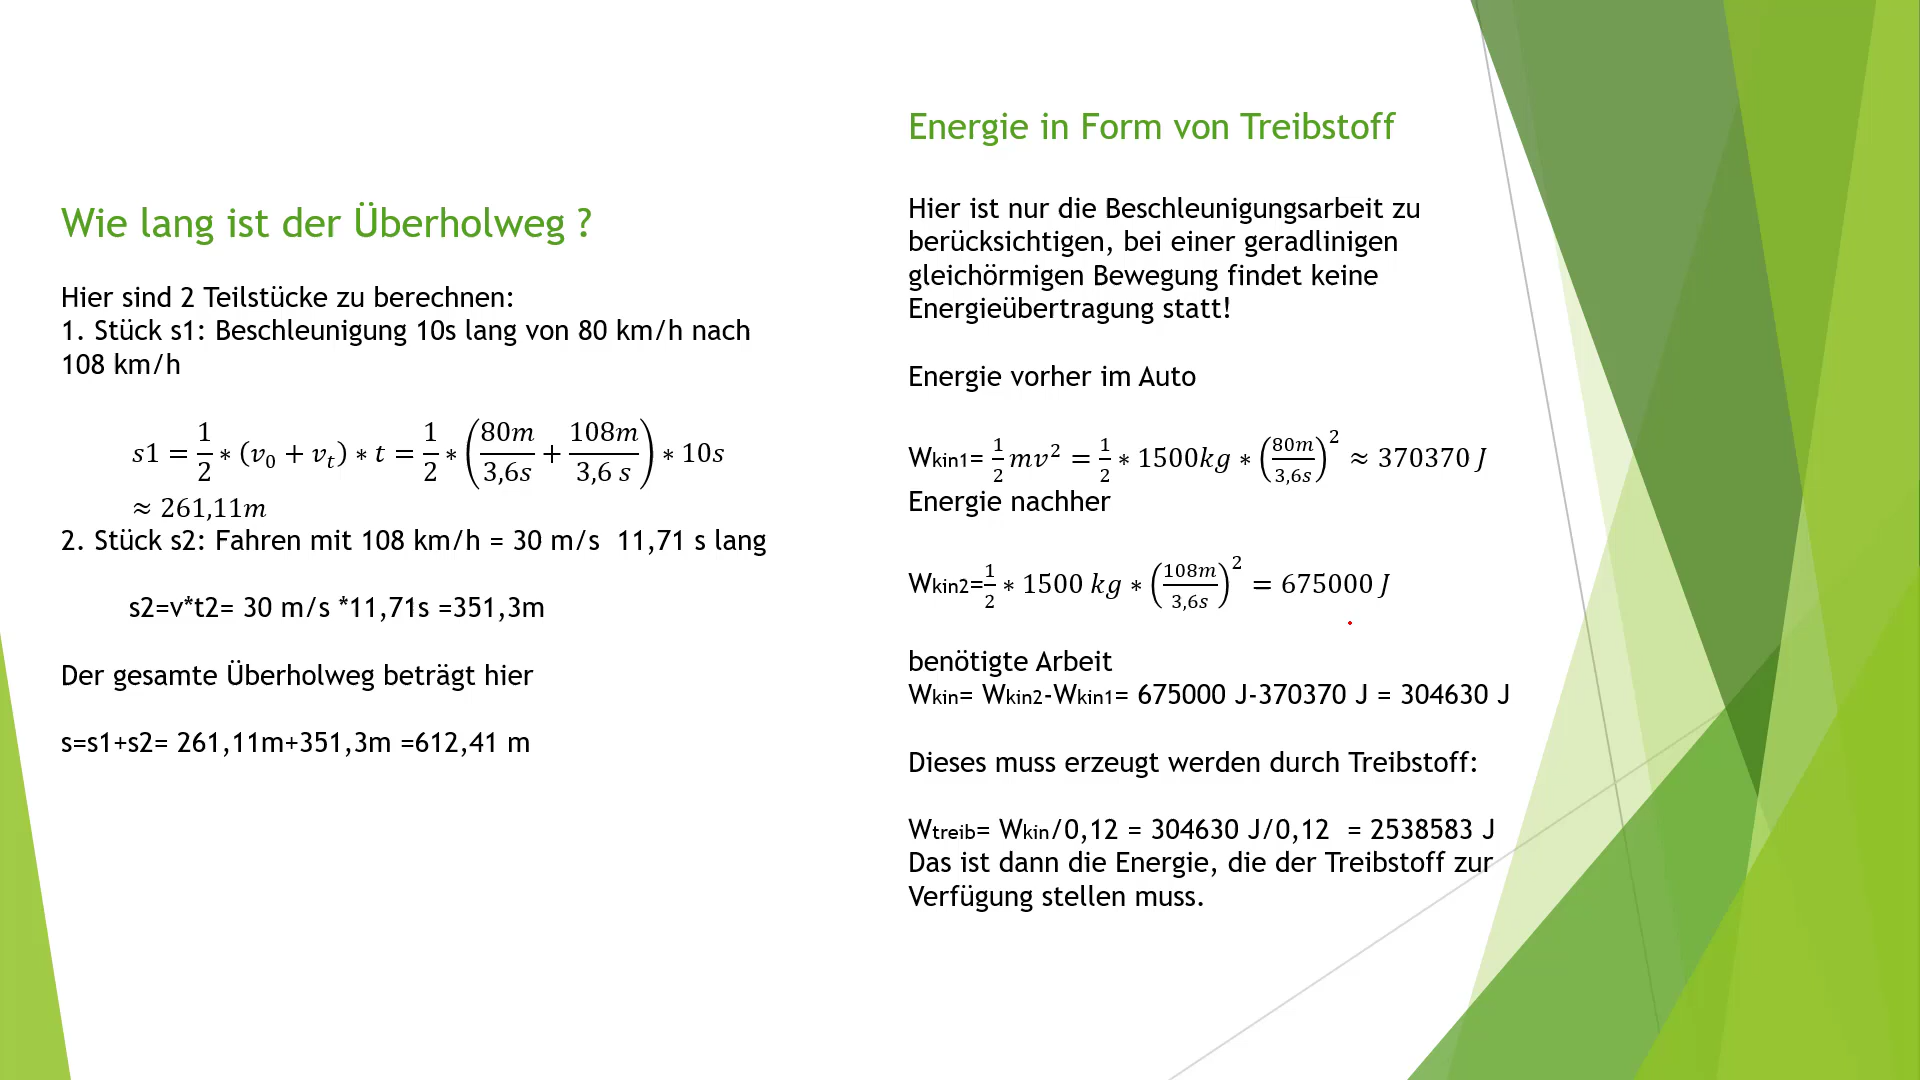 Wie lang ist der Überholweg ?
Hier sind 2 Teilstücke zu berechnen:
1. Stück s1: Beschleunigung 10s lang von 80 km/h nach
108 km/h
s1 = 1/2 * (v₀ + vₜ) * t = 1/2 * (80m/3,6s + 108m/3,6 s) * 10s
≈ 261,11m
2. Stück s2: Fahren mit 108 km/h = 30 m/s 11,71 s lang
s2=v*t2= 30 m/s *11,71s =351,3m
Der gesamte Überholweg beträgt hier
s=s1+s2= 261,11m+351,3m =612,41 m
Energie in Form von Treibstoff
Hier ist nur die Beschleunigungsarbeit zu
berücksichtigen, bei einer geradlinigen
gleichörmigen Bewegung findet keine
Energieübertragung statt!
Energie vorher im Auto
Wkin1= 1/2 mv² = 1/2 * 1500kg * (80m/3,6s)² ≈ 370370 J
Energie nachher
Wkin2= 1/2 * 1500 kg * (108m/3,6s)² = 675000 J
benötigte Arbeit
Wkin= Wkin2-Wkin1= 675000 J-370370 J = 304630 J
Dieses muss erzeugt werden durch Treibstoff:
Wtreib= Wkin/0,12 = 304630 J/0,12 = 2538583 J
Das ist dann die Energie, die der Treibstoff zur
Verfügung stellen muss.